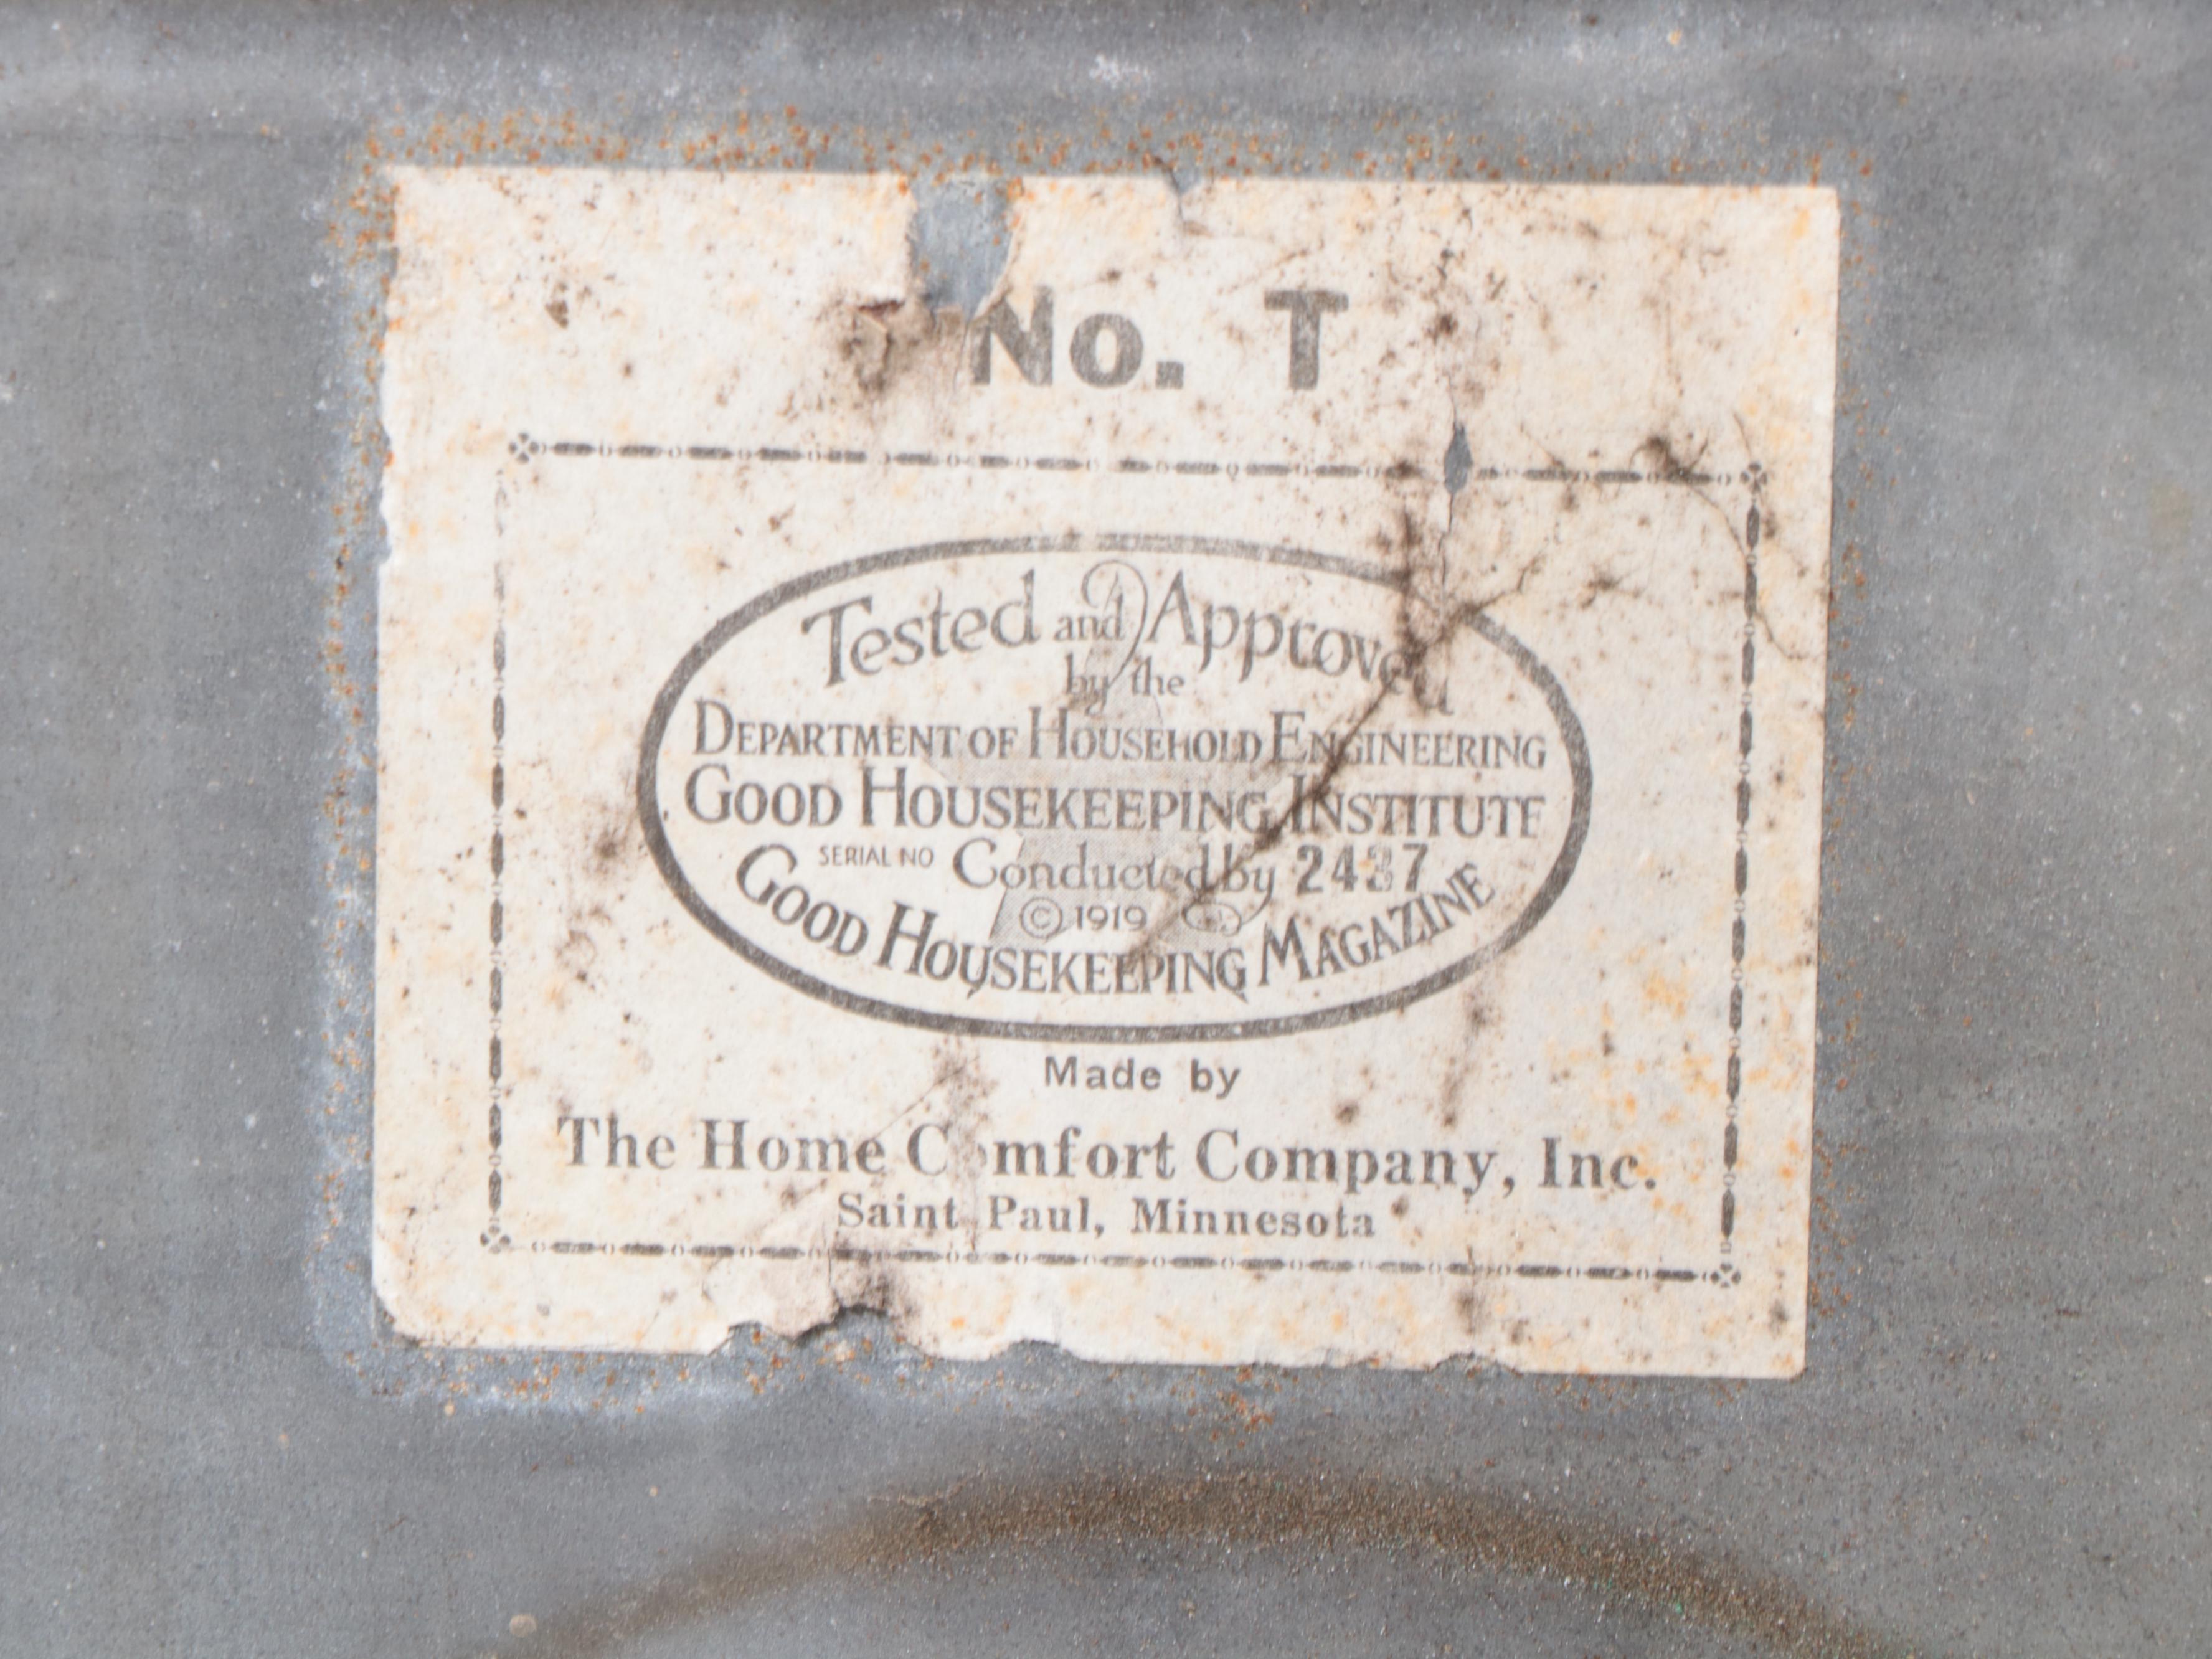 No. T
Tested and Approved
by the
DEPARTMENT OF HOUSEHOLD ENGINEERING
GOOD HOUSEKEEPING INSTITUTE
SERIAL NO Conducted by 2437
© 1919
GOOD HOUSEKEEPING MAGAZINE
Made by
The Home Comfort Company, Inc.
Saint Paul, Minnesota